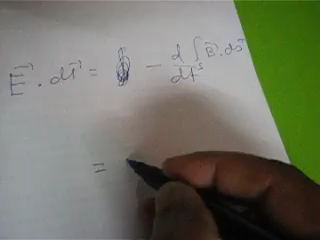 E⃗ . dl⃗ = - d/dt ∫s B⃗ . ds⃗
=